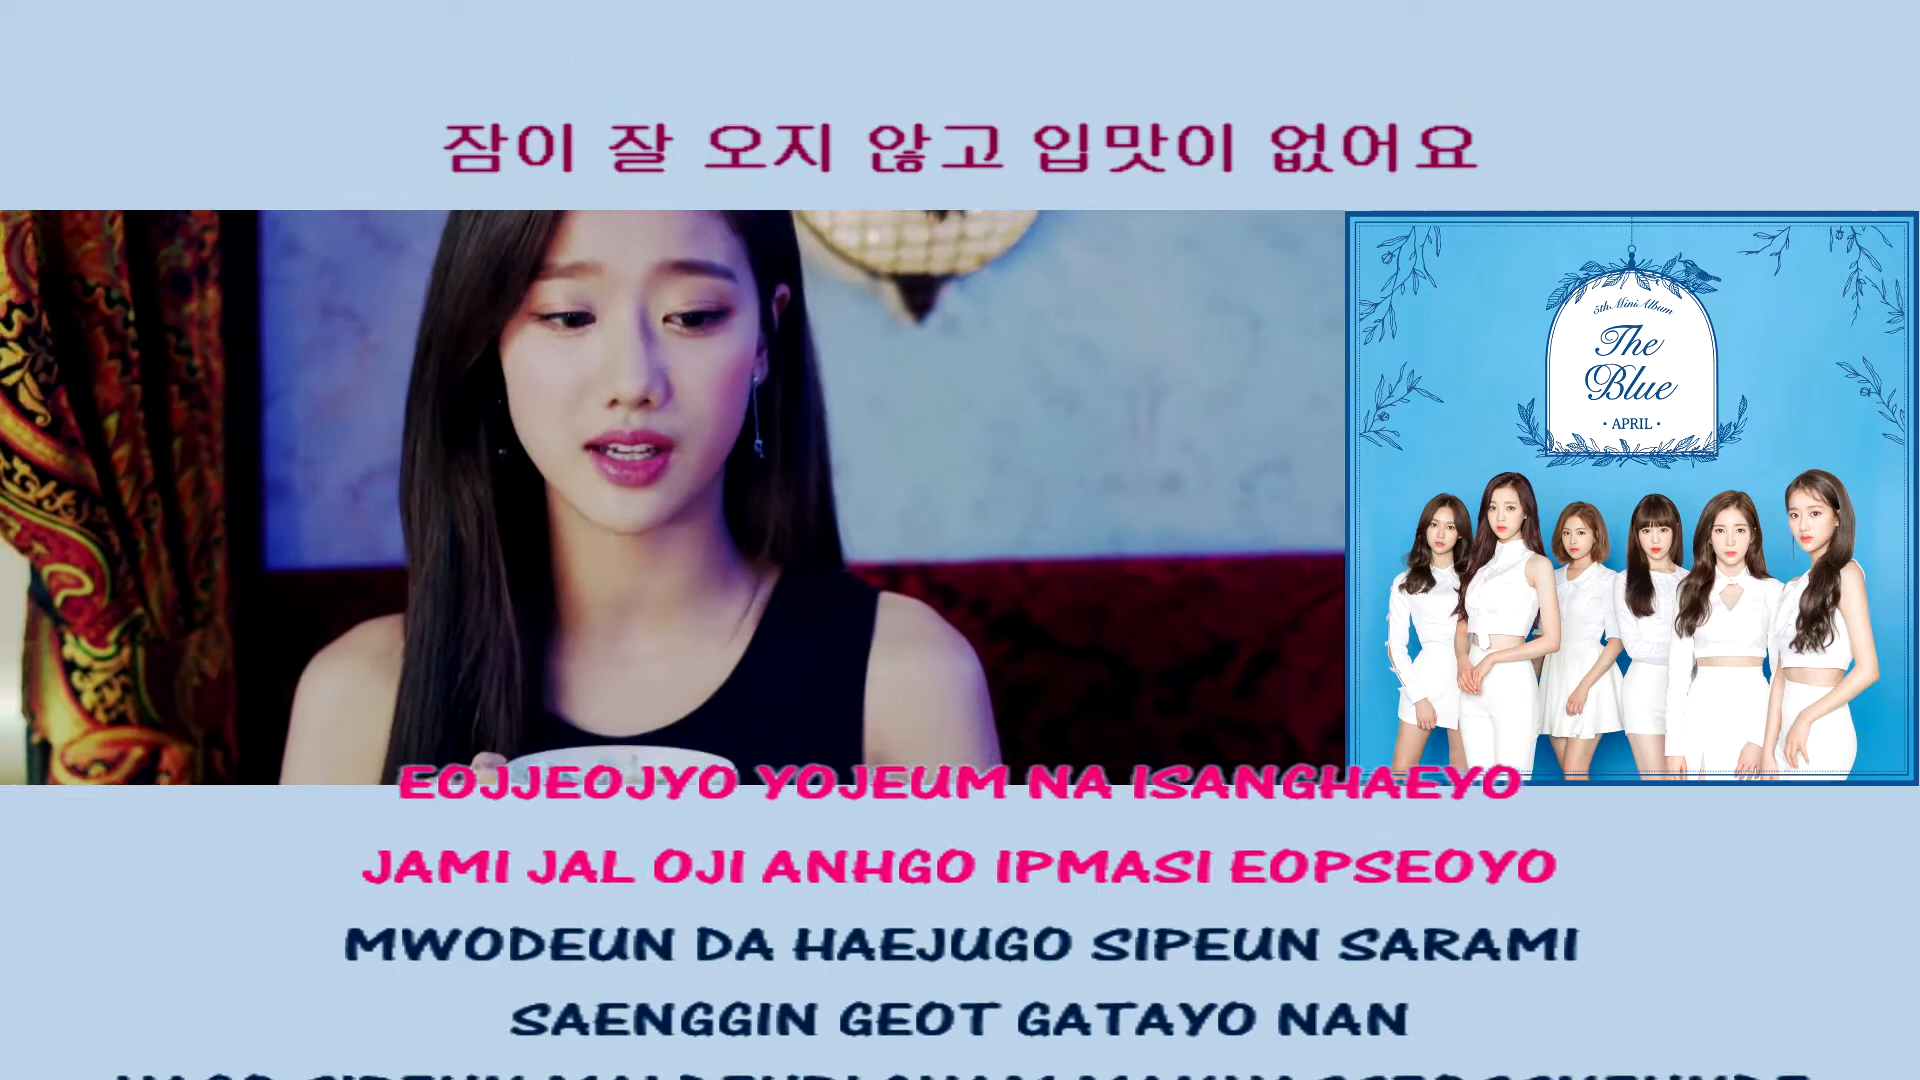 잠이 잘 오지 않고 입맛이 없어요
5th Mini Album
The
Blue
• APRIL •
EOJJEOJYO YOJEUM NA ISANGHAEYO
JAMI JAL OJI ANHGO IPMASI EOPSEOYO
MWODEUN DA HAEJUGO SIPEUN SARAMI
SAENGGIN GEOT GATAYO NAN